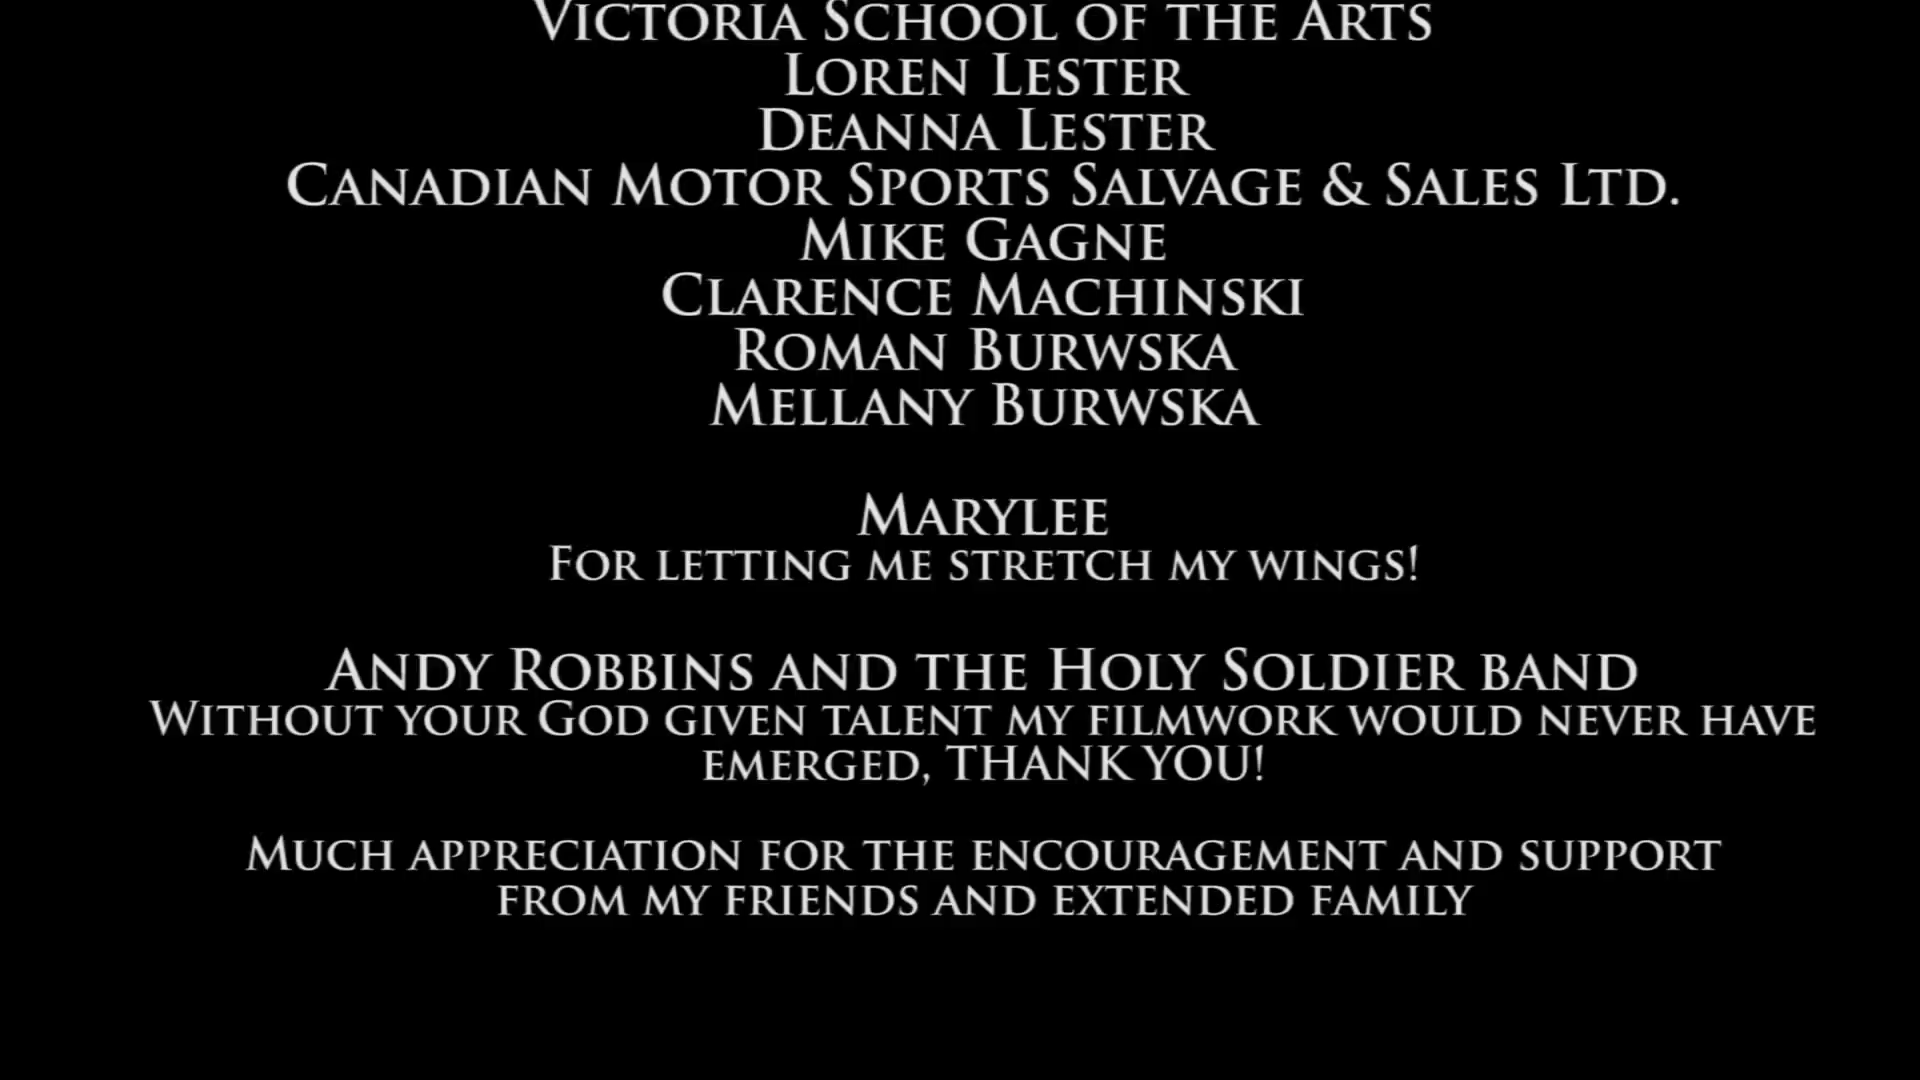 Victoria School of the Arts
Loren Lester
Deanna Lester
Canadian Motor Sports Salvage & Sales Ltd.
Mike Gagne
Clarence Machinski
Roman Burwska
Mellany Burwska
Marylee
For letting me stretch my wings!
Andy Robbins and the Holy Soldier band
Without your God given talent my filmwork would never have
emerged, THANK YOU!
Much appreciation for the encouragement and support
from my friends and extended family